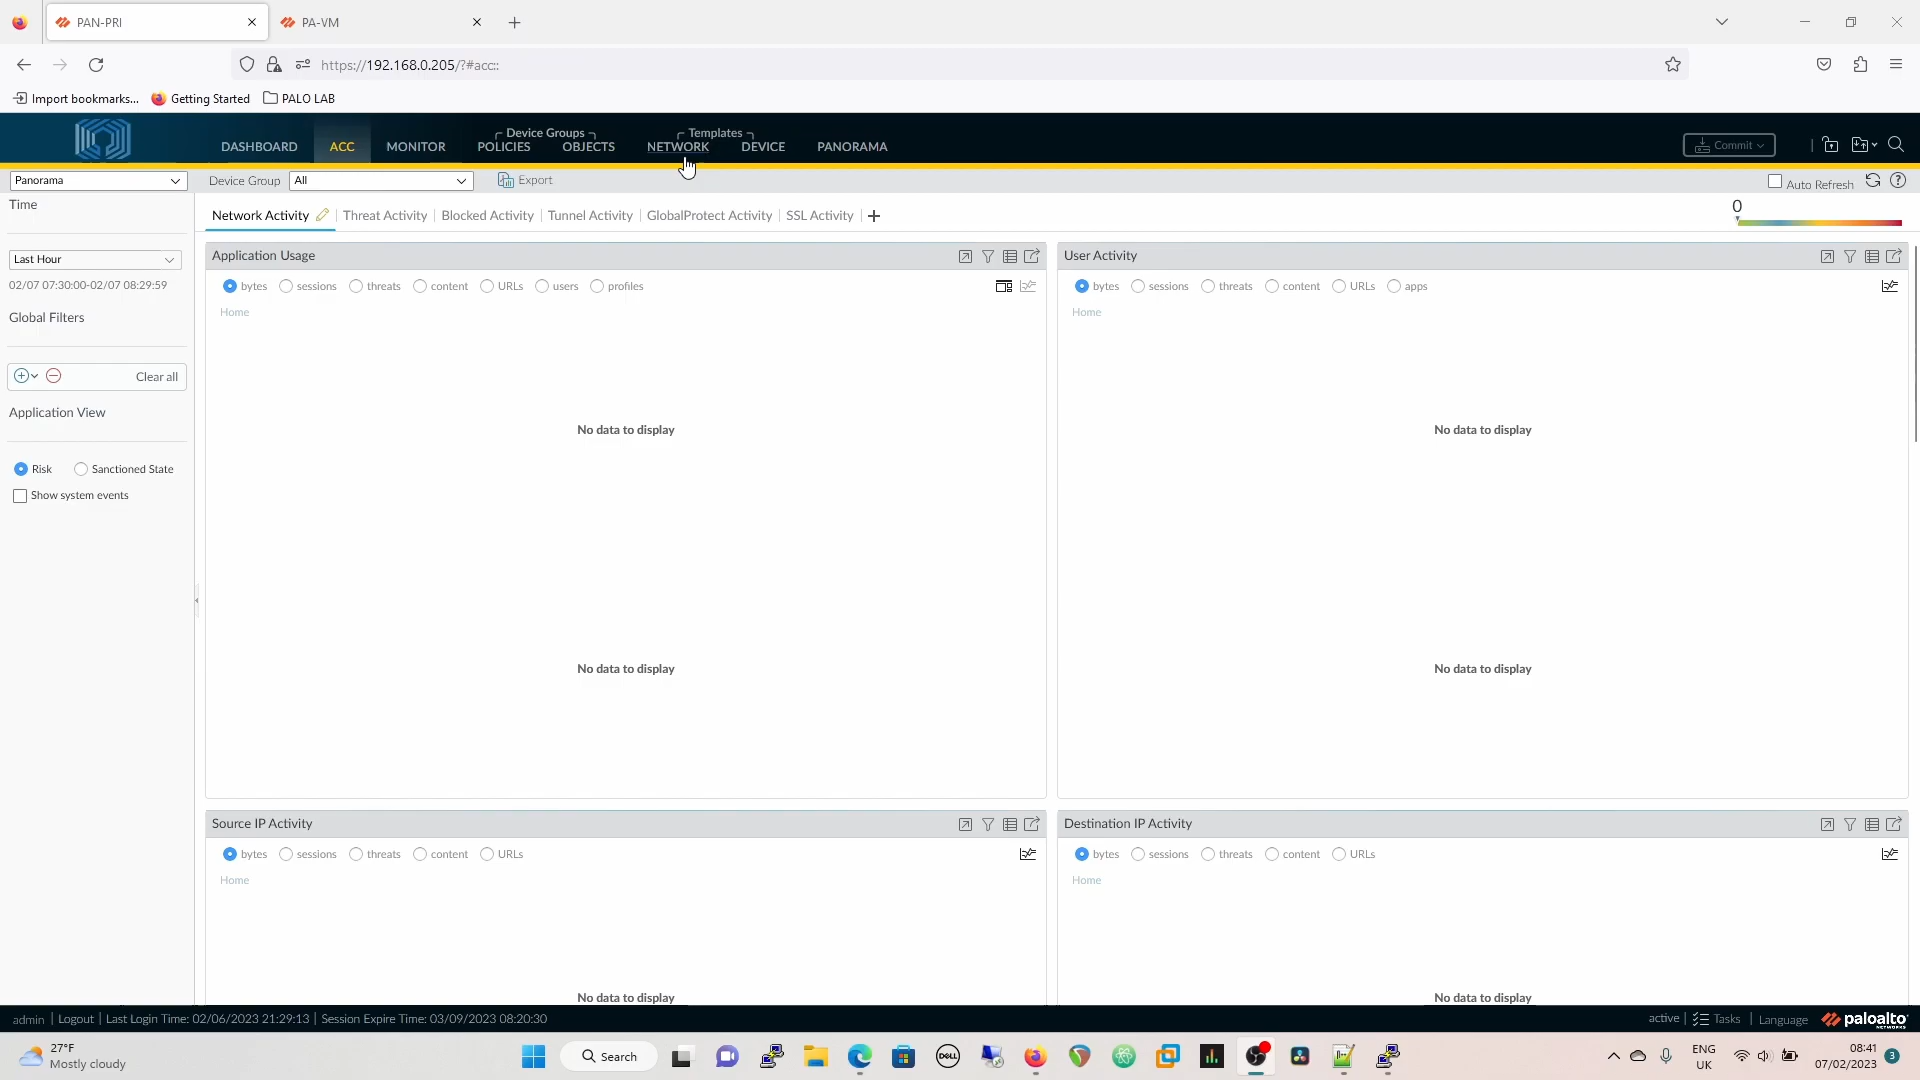 PAN-PRI
PA-VM
https://192.168.0.205/?#acc::
Import bookmarks... Getting Started PALO LAB
Device Groups Templates
DASHBOARD ACC MONITOR POLICIES OBJECTS NETWORK DEVICE PANORAMA
Commit
Panorama
Device Group All
Export
Auto Refresh
Time
Network Activity Threat Activity Blocked Activity Tunnel Activity GlobalProtect Activity SSL Activity
0
Last Hour
02/07 07:30:00-02/07 08:29:59
Global Filters
Clear all
Application View
Risk Sanctioned State
Show system events
Application Usage
bytes sessions threats content URLs users profiles
Home
No data to display
No data to display
User Activity
bytes sessions threats content URLs apps
Home
No data to display
No data to display
Source IP Activity
bytes sessions threats content URLs
Home
No data to display
Destination IP Activity
bytes sessions threats content URLs
Home
No data to display
admin | Logout | Last Login Time: 02/06/2023 21:29:13 | Session Expire Time: 03/09/2023 08:20:30
active | Tasks | Language paloalto
NETWORKS
27°F
Mostly cloudy
Search
DELL
ENG
UK
08:41
07/02/2023
3